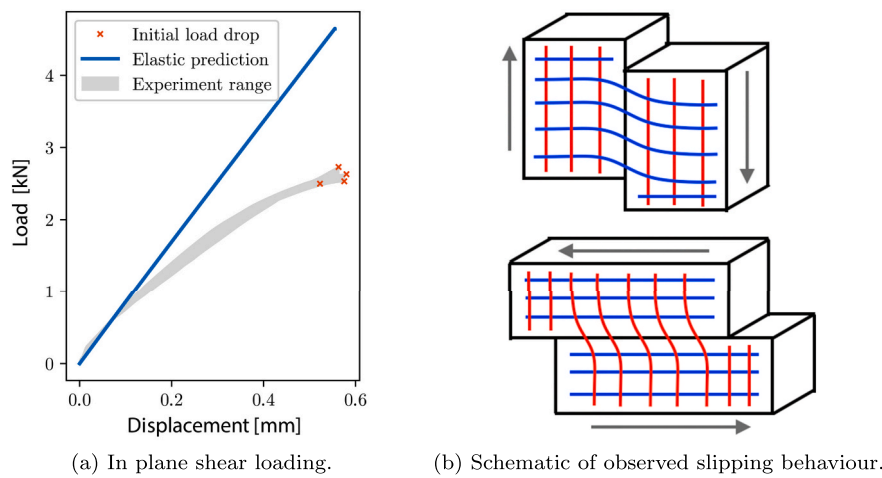 Initial load drop
Elastic prediction
Experiment range
4
3
2
1
0
Load [kN]
0.0 0.2 0.4 0.6
Displacement [mm]
(a) In plane shear loading.
(b) Schematic of observed slipping behaviour.